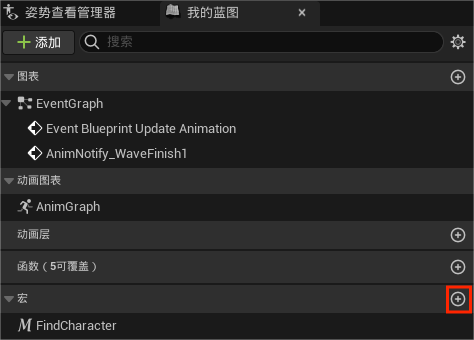 姿势查看管理器 我的蓝图
添加 搜索
图表
EventGraph
Event Blueprint Update Animation
AnimNotify_WaveFinish1
动画图表
AnimGraph
动画层
函数（5可覆盖）
宏
FindCharacter